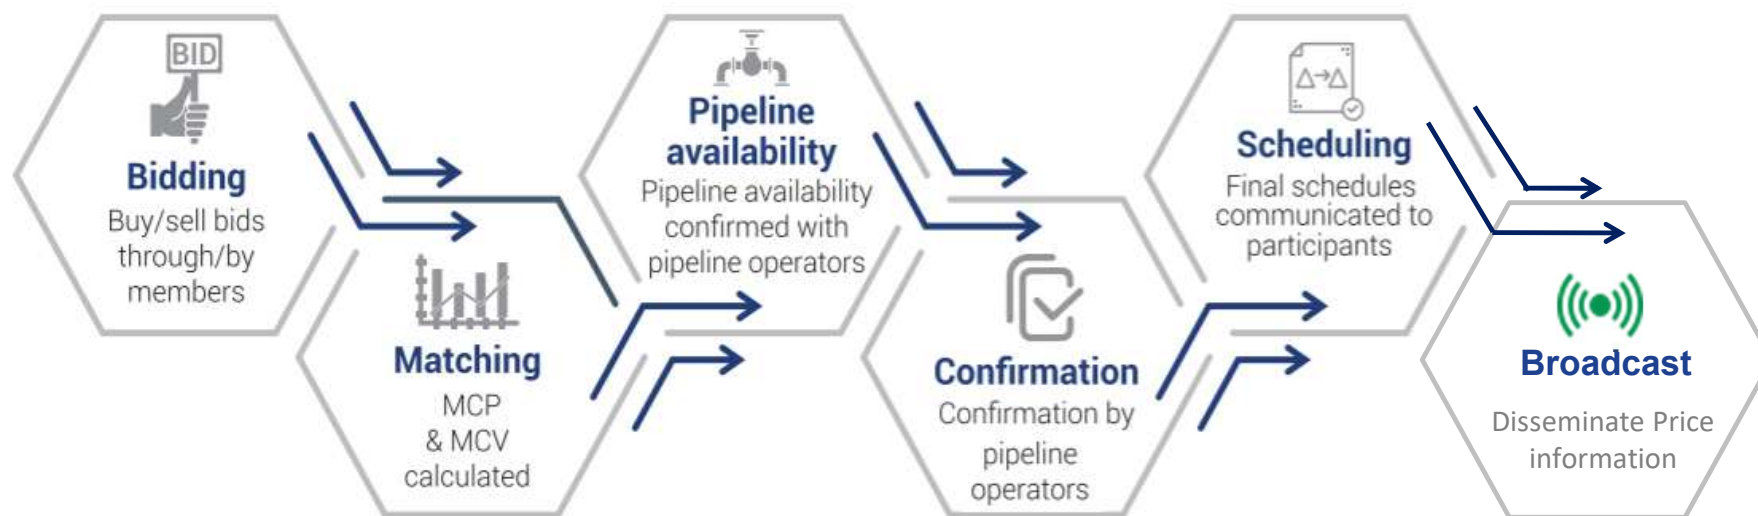 BID
Bidding
Buy/sell bids
through/by
members
Matching
MCP
& MCV
calculated
Pipeline
availability
Pipeline availability
confirmed with
pipeline operators
Confirmation
Confirmation by
pipeline
operators
Scheduling
Final schedules
communicated to
participants
Broadcast
Disseminate Price
information